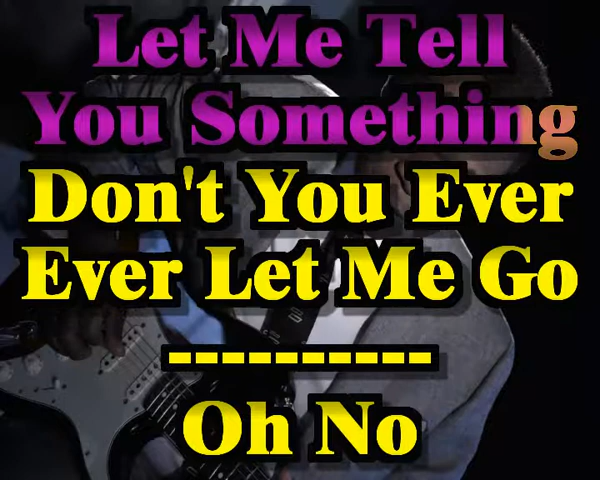 Let Me Tell
You Something
Don't You Ever
Ever Let Me Go
----------
Oh No